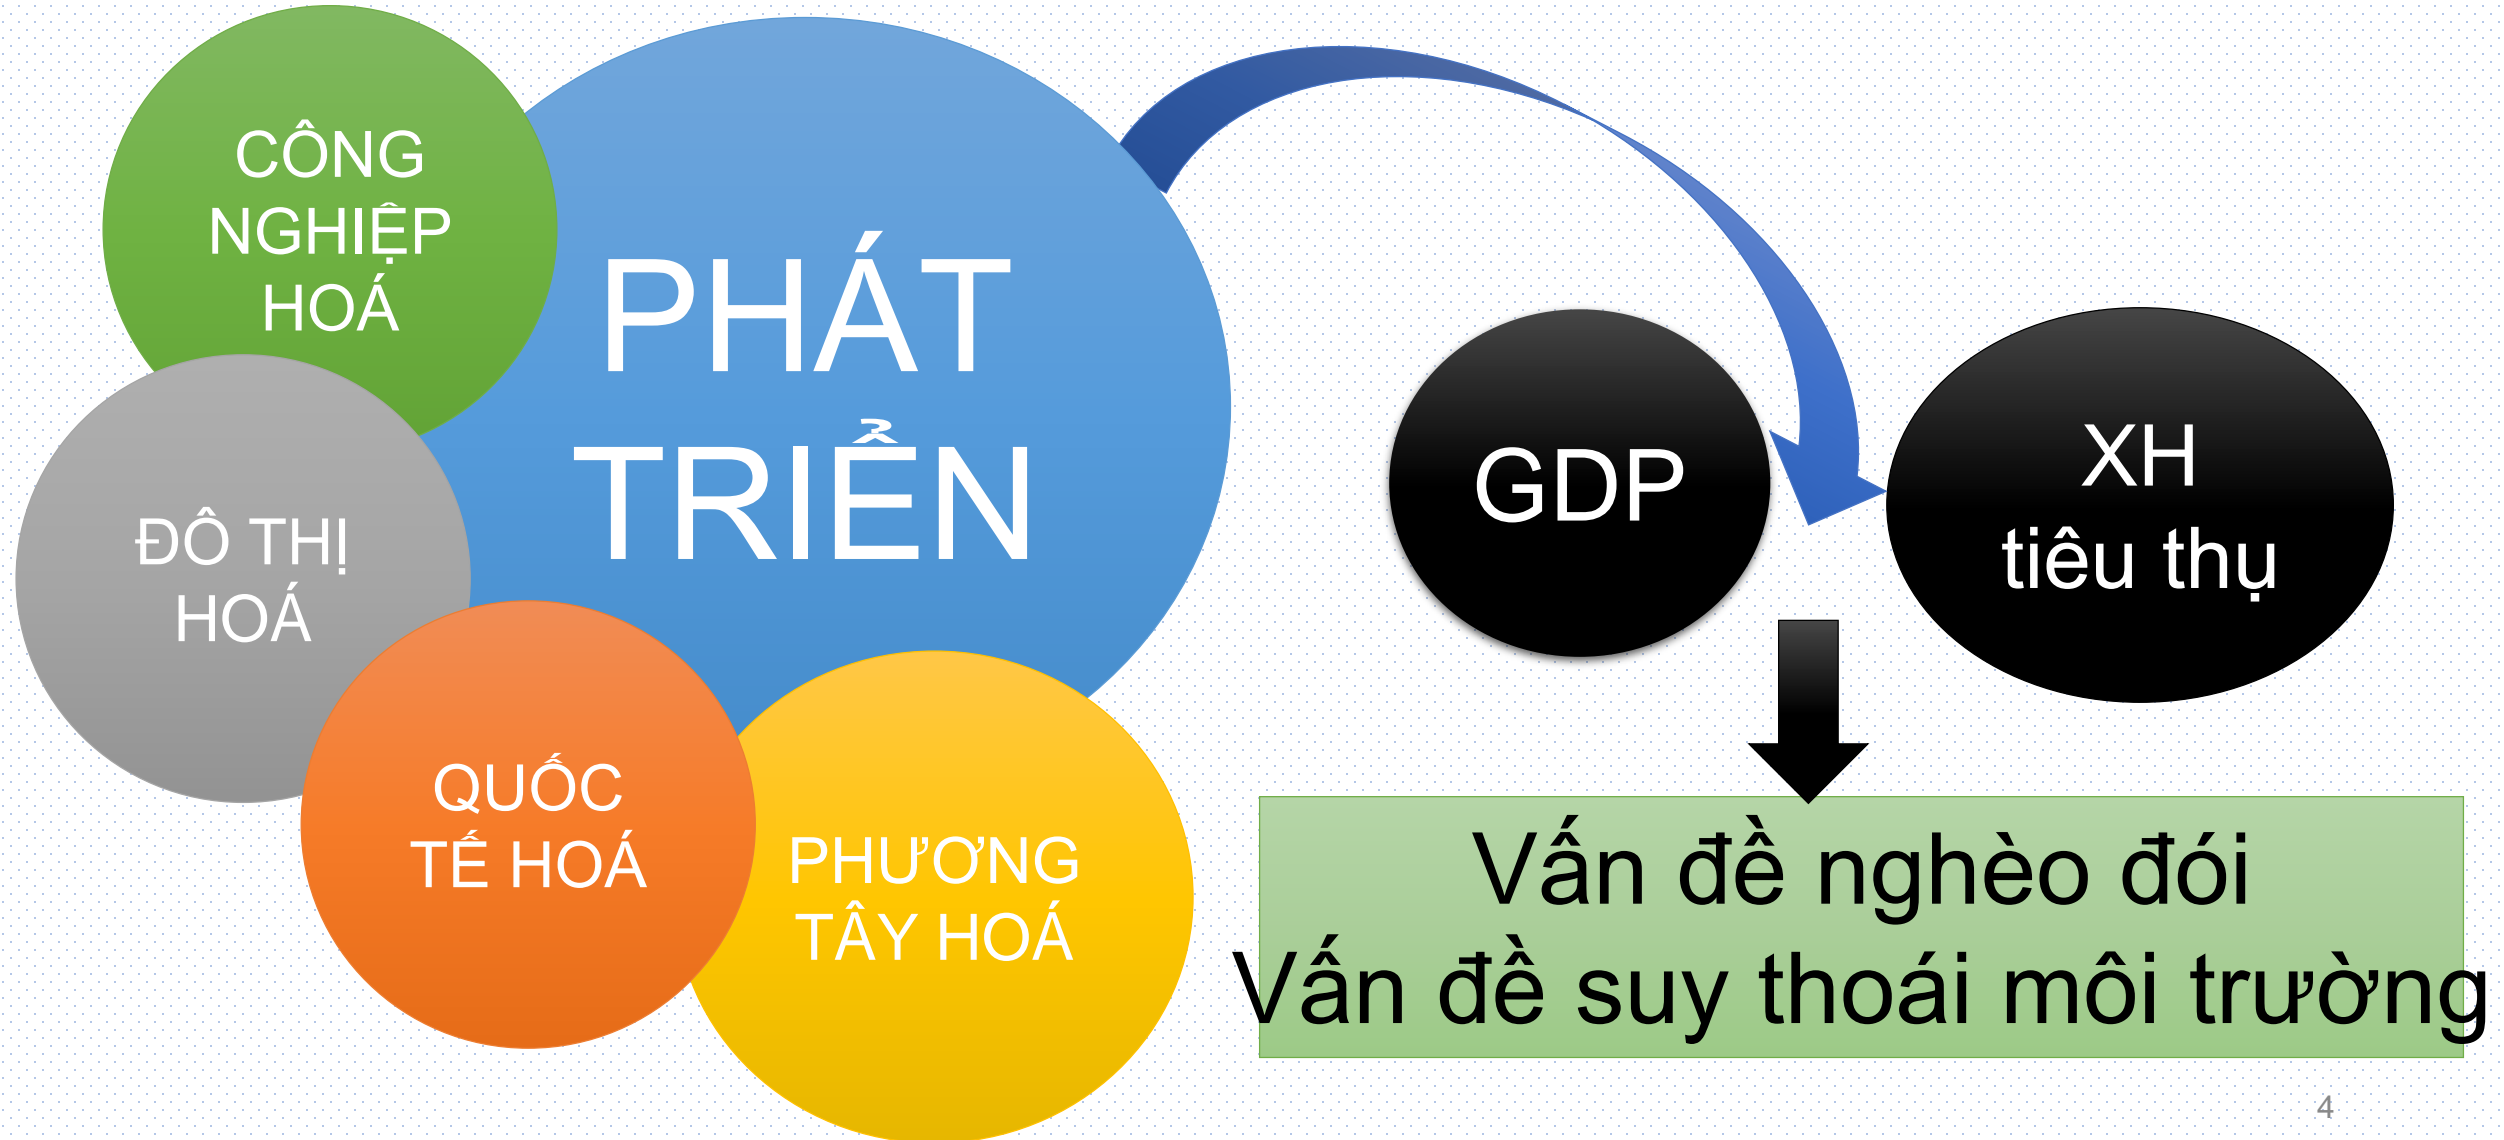 CÔNG
NGHIỆP
HOÁ
PHÁT
TRIỂN
ĐÔ THỊ
HOÁ
QUỐC
TẾ HOÁ
PHƯƠNG
TÂY HOÁ
GDP
XH
tiêu thụ
Vấn đề nghèo đói
Vấn đề suy thoái môi trường
4